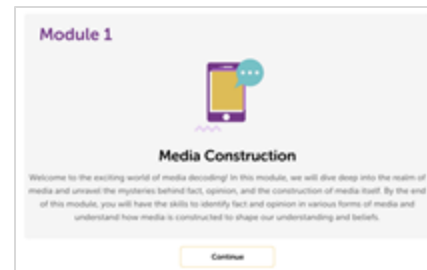 Module 1
Media Construction
Welcome to the exciting world of media decoding! In this module, we will dive deep into the realm of
media and unravel the mysteries behind fact, opinion, and the construction of media itself. By the end
of this module, you will have the skills to identify fact and opinion in various forms of media and
understand how media is constructed to shape our understanding and beliefs.
Continue